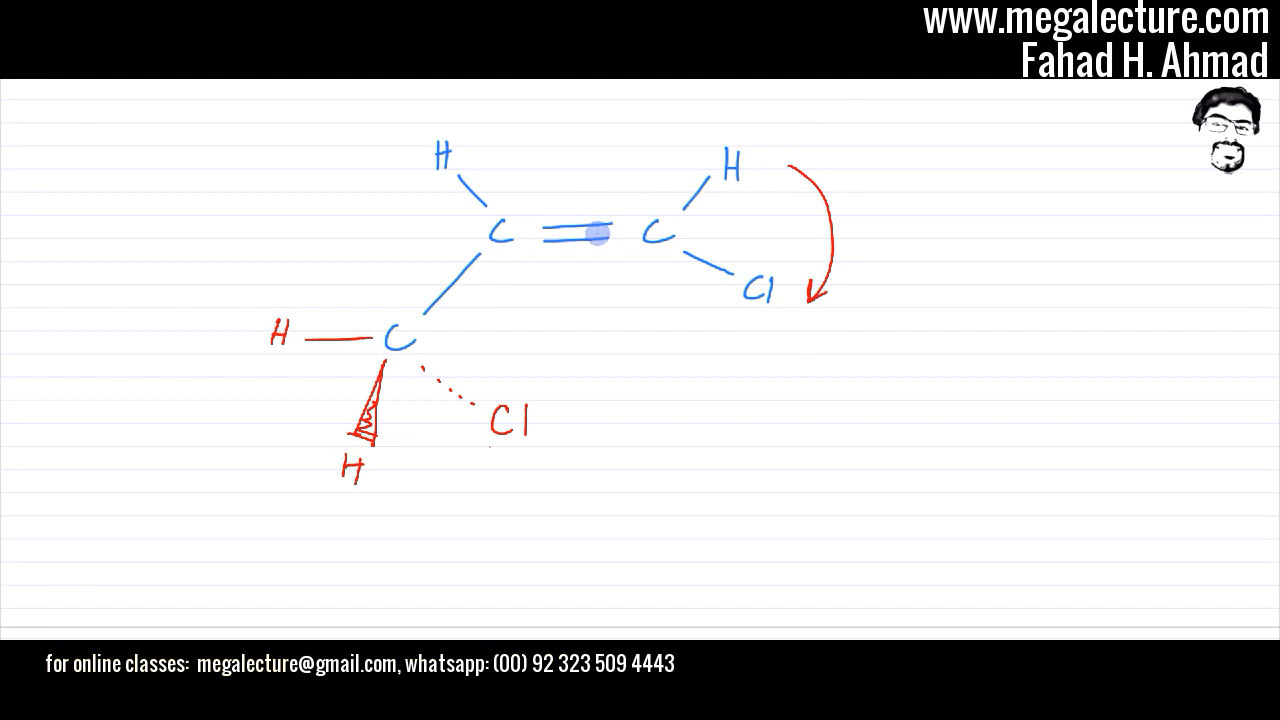 www.megalecture.com
Fahad H. Ahmad
H H
C C
Cl
H C
Cl
H
for online classes: megalecture@gmail.com, whatsapp: (00) 92 323 509 4443